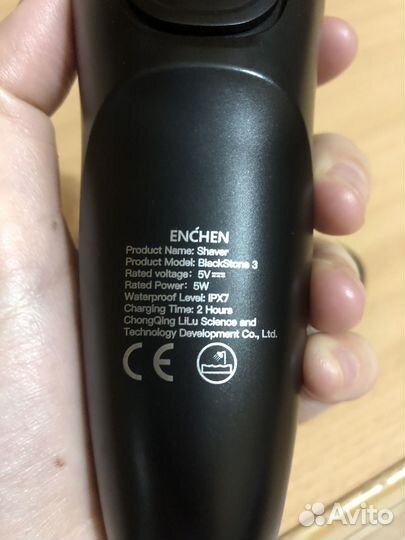 ENCHEN
Product Name: Shaver
Product Model: BlackStone 3
Rated voltage: 5V⎓
Rated Power: 5W
Waterproof Level: IPX7
Charging Time: 2 Hours
ChongQing LiLu Science and
Technology Development Co., Ltd.
CE
Avito